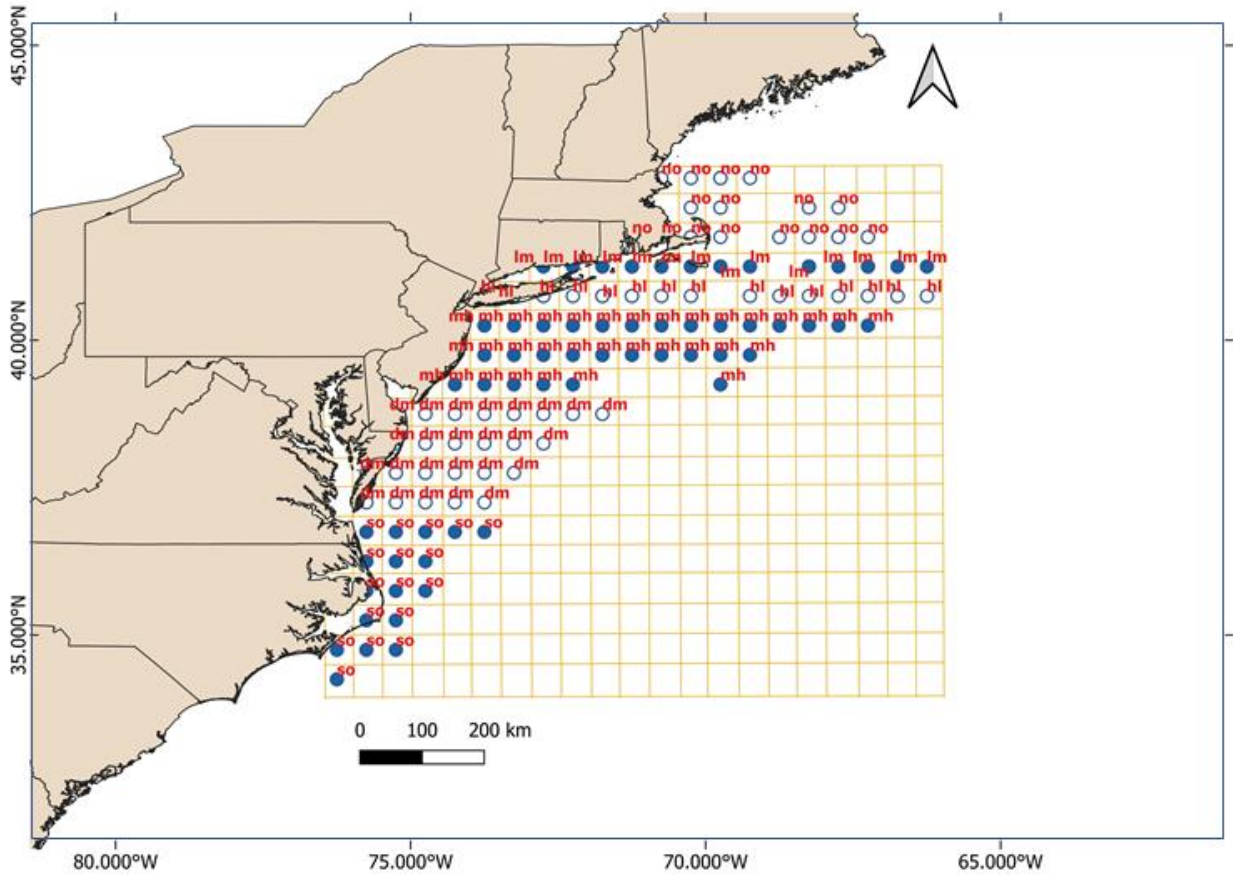 45.000°N
no no no no
no no no no
no no no no no no no no
lm lm lm lm lm lm lm lm lm lm lm lm lm
lm lm
hl hl hl hl hl hl hl hl hl hl hl
hl hl hl hl
40.000°N
mh mh mh mh mh mh mh mh mh mh mh mh mh mh mh
mh mh mh mh mh mh mh mh mh mh mh
mh mh mh mh mh mh mh
dm dm dm dm dm dm dm dm
dm dm dm dm dm dm
dm dm dm dm dm dm
dm dm dm dm dm
so so so so so
so so so
so so so
so so
35.000°N
so so so
so
0 100 200 km
80.000°W 75.000°W 70.000°W 65.000°W